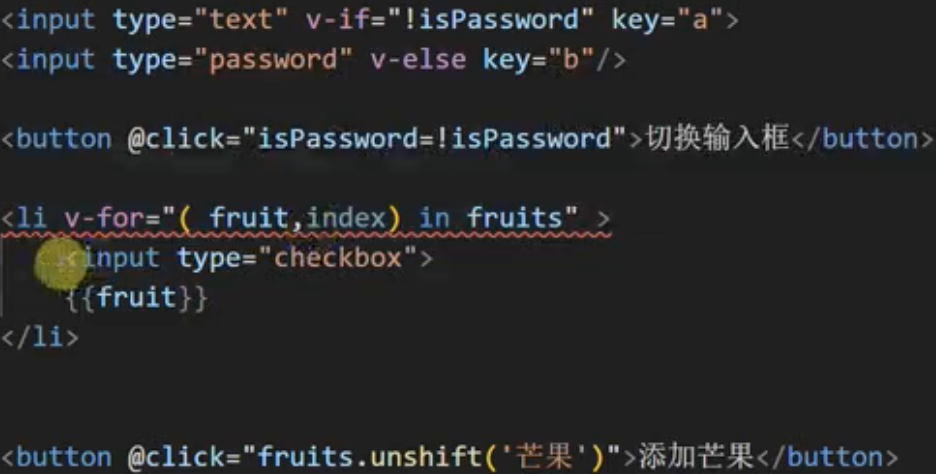 <input type="text" v-if="!isPassword" key="a">
<input type="password" v-else key="b"/>
<button @click="isPassword=!isPassword">切换输入框</button>
<li v-for="( fruit,index) in fruits" >
<input type="checkbox">
{{fruit}}
</li>
<button @click="fruits.unshift('芒果')">添加芒果</button>